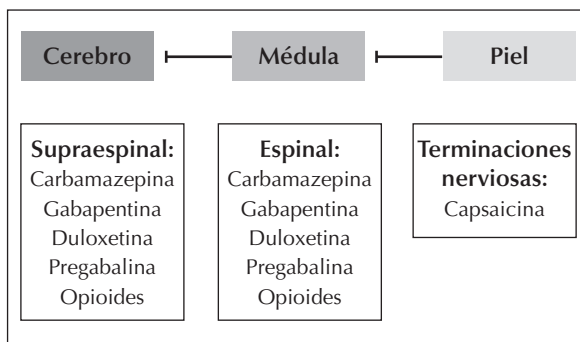 Cerebro
Médula
Piel
Supraespinal:
Carbamazepina
Gabapentina
Duloxetina
Pregabalina
Opioides
Espinal:
Carbamazepina
Gabapentina
Duloxetina
Pregabalina
Opioides
Terminaciones
nerviosas:
Capsaicina